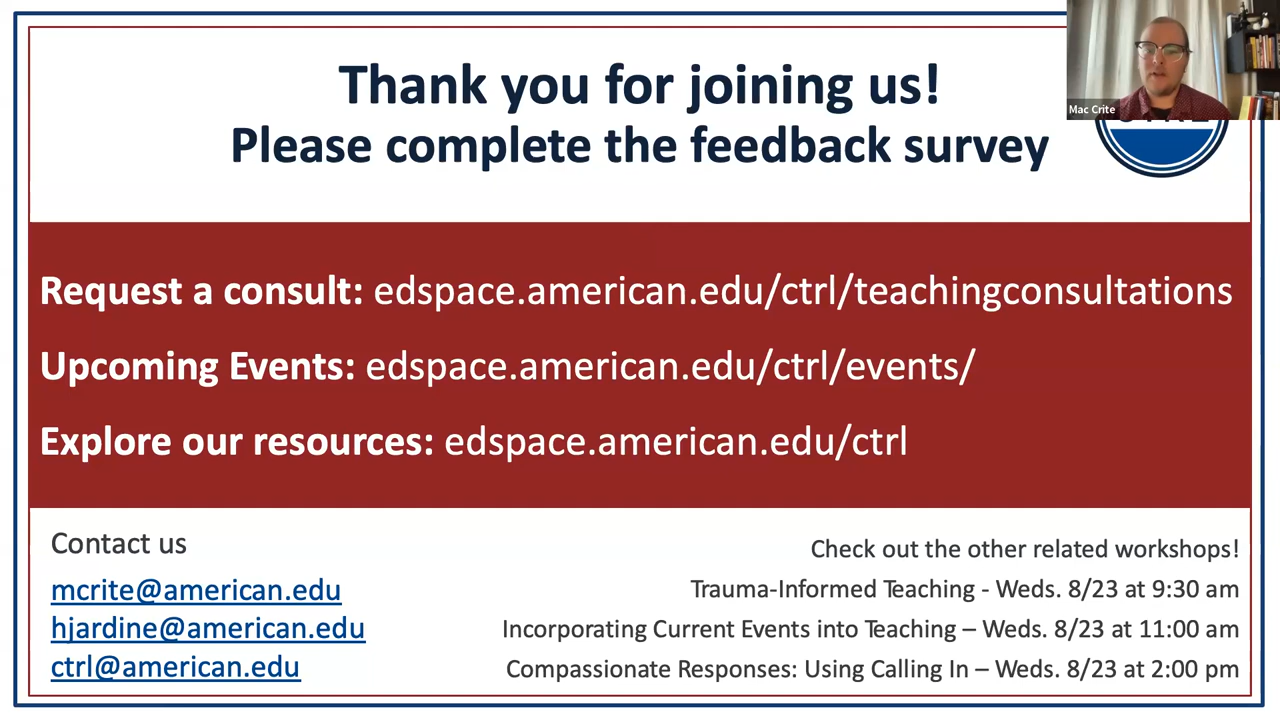 Thank you for joining us!
Please complete the feedback survey
Mac Crite
Request a consult: edspace.american.edu/ctrl/teachingconsultations
Upcoming Events: edspace.american.edu/ctrl/events/
Explore our resources: edspace.american.edu/ctrl
Contact us
mcrite@american.edu
hjardine@american.edu
ctrl@american.edu
Check out the other related workshops!
Trauma-Informed Teaching - Weds. 8/23 at 9:30 am
Incorporating Current Events into Teaching – Weds. 8/23 at 11:00 am
Compassionate Responses: Using Calling In – Weds. 8/23 at 2:00 pm